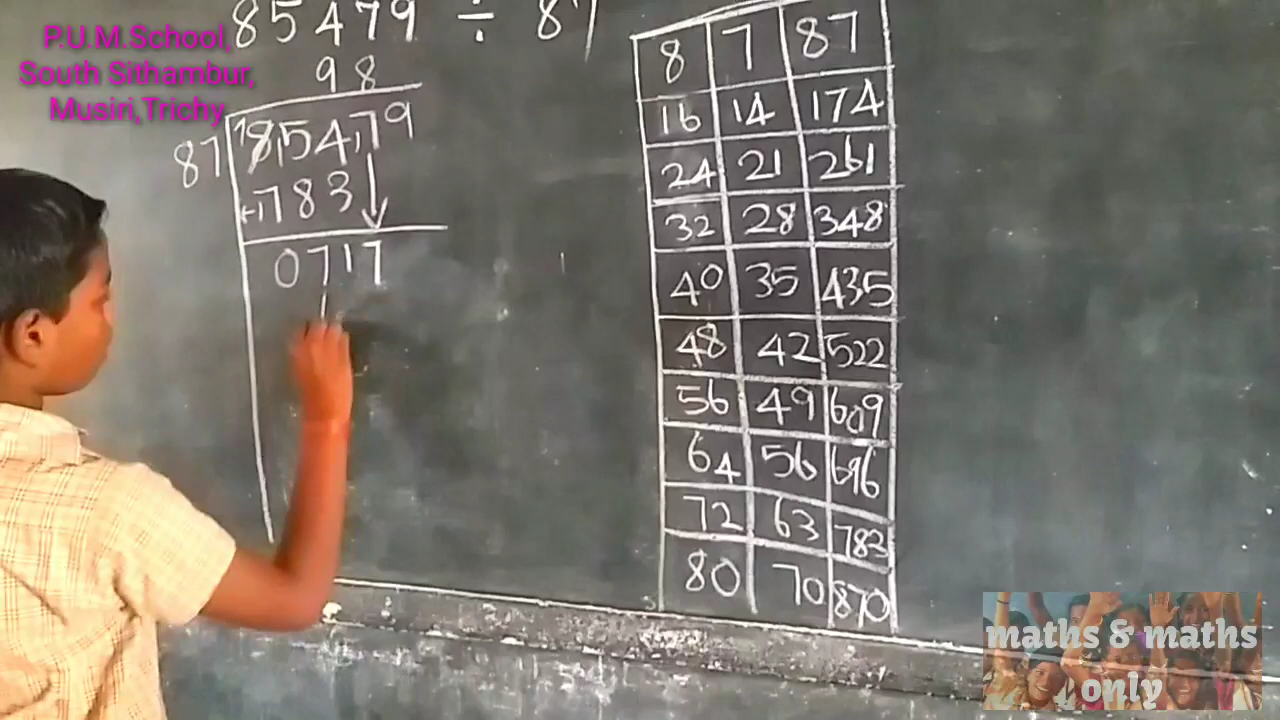 P.U.M.School,
South Sithambur,
Musiri,Trichy
85479 ÷ 87
98
87 85479
- 783
0717
8 7 87
16 14 174
24 21 261
32 28 348
40 35 435
48 42 522
56 49 609
64 56 696
72 63 783
80 70 870
maths & maths
only